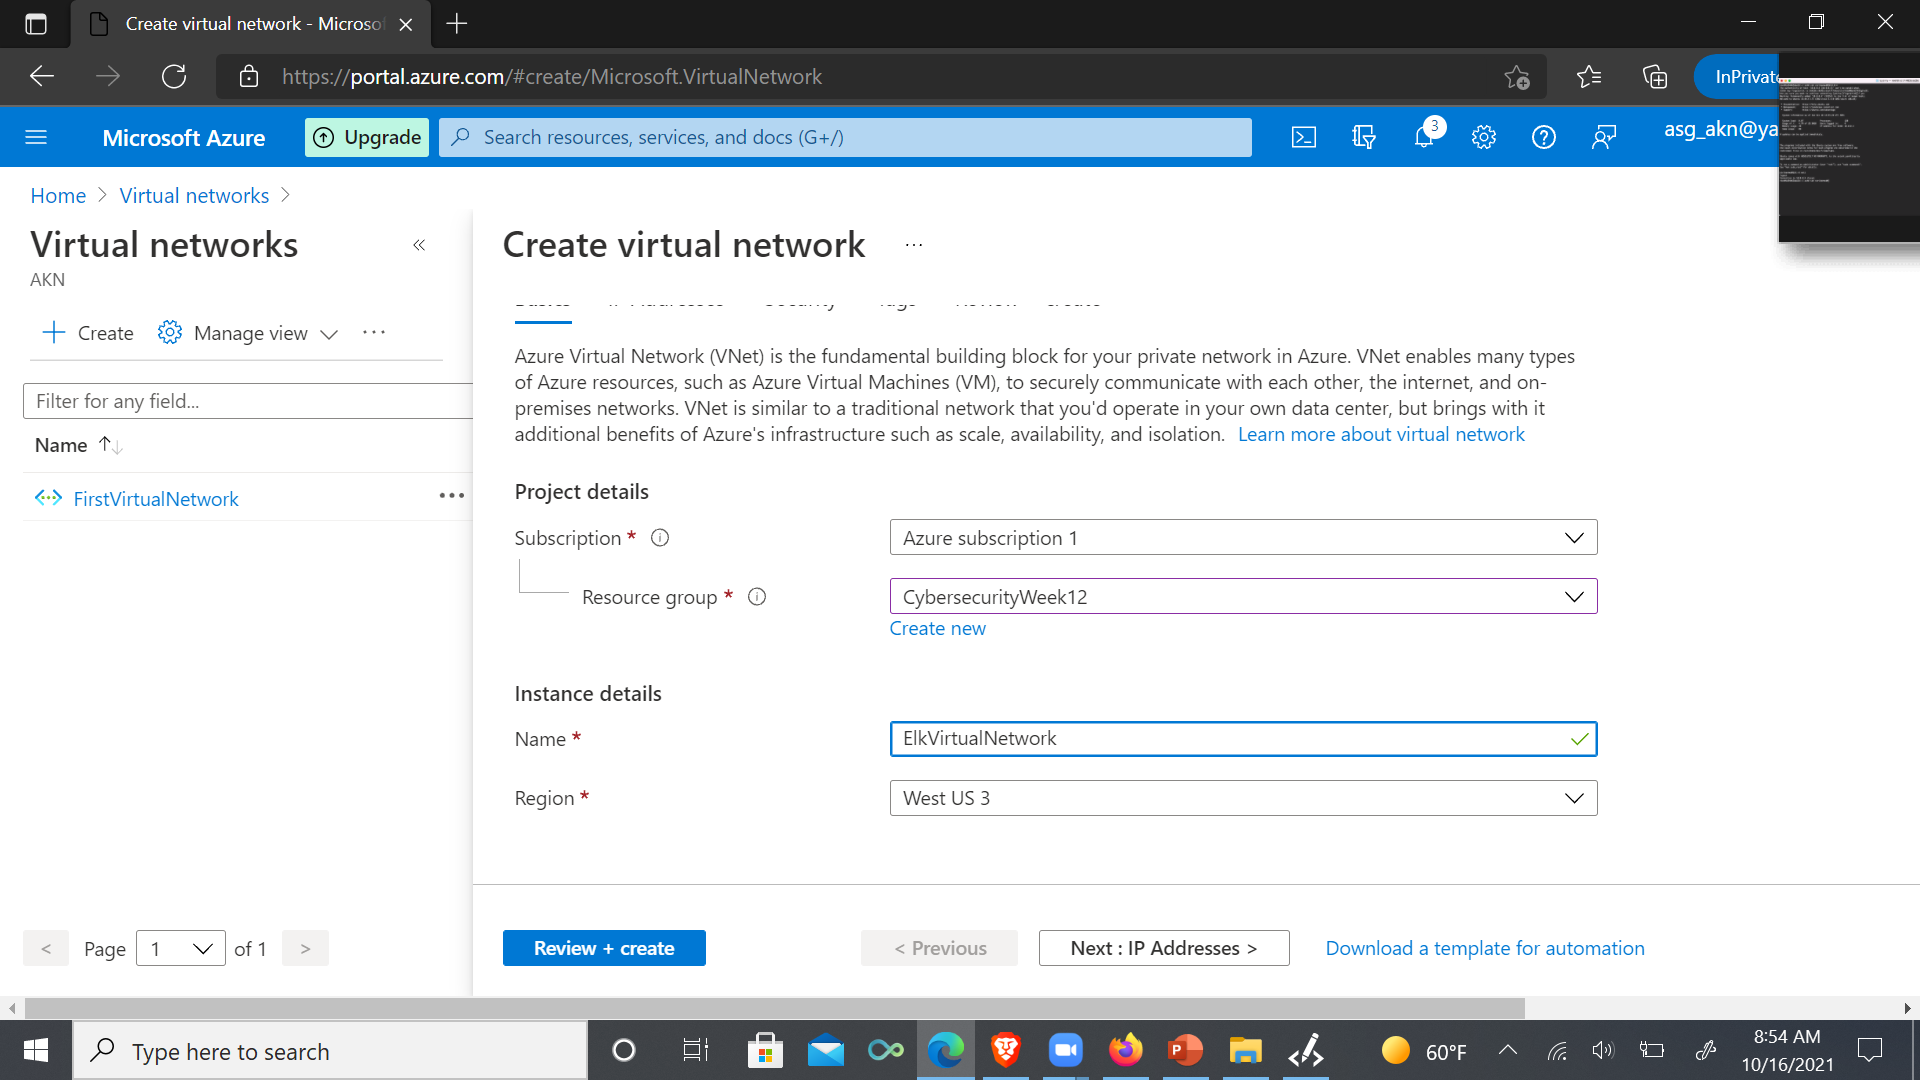 Create virtual network - Microso
https://portal.azure.com/#create/Microsoft.VirtualNetwork
InPrivate
Microsoft Azure
Upgrade
Search resources, services, and docs (G+/)
3
asg_akn@ya
Home > Virtual networks >
Virtual networks
AKN
Create
Manage view
Filter for any field...
Name
FirstVirtualNetwork
Page 1 of 1
Create virtual network
Basics IP Addresses Security Tags Review + create
Azure Virtual Network (VNet) is the fundamental building block for your private network in Azure. VNet enables many types
of Azure resources, such as Azure Virtual Machines (VM), to securely communicate with each other, the internet, and on-
premises networks. VNet is similar to a traditional network that you'd operate in your own data center, but brings with it
additional benefits of Azure's infrastructure such as scale, availability, and isolation. Learn more about virtual network
Project details
Subscription * Azure subscription 1
Resource group * CybersecurityWeek12
Create new
Instance details
Name * ElkVirtualNetwork
Region * West US 3
Review + create
< Previous
Next : IP Addresses >
Download a template for automation
Type here to search
60°F
8:54 AM
10/16/2021